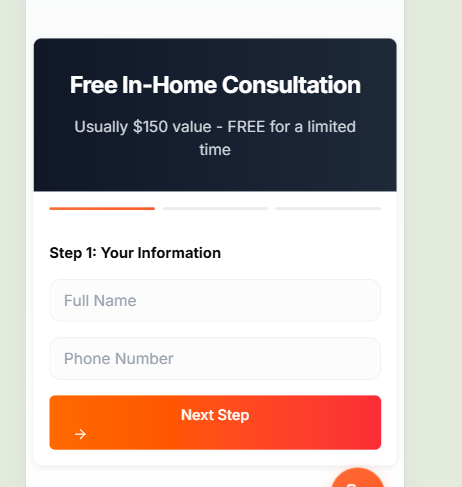 Free In-Home Consultation
Usually $150 value - FREE for a limited
time
Step 1: Your Information
Full Name
Phone Number
Next Step
→